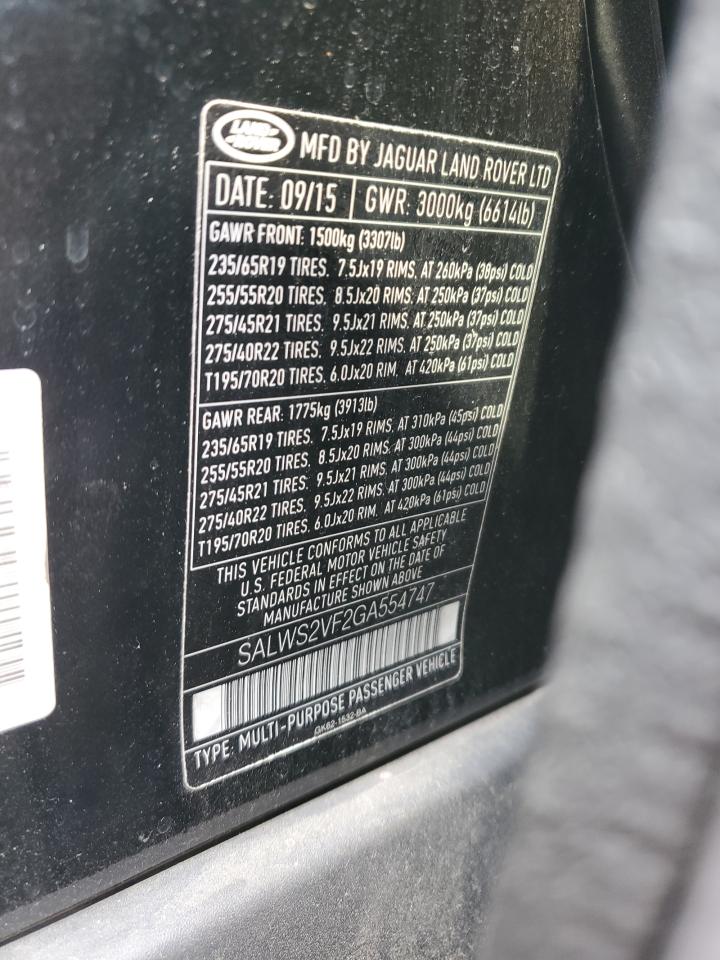 LAND ROVER MFD BY JAGUAR LAND ROVER LTD
DATE: 09/15 GWR: 3000kg (6614lb)
GAWR FRONT: 1500kg (3307lb)
235/65R19 TIRES, 7.5Jx19 RIMS, AT 260kPa (38psi) COLD
255/55R20 TIRES, 8.5Jx20 RIMS, AT 250kPa (37psi) COLD
275/45R21 TIRES, 9.5Jx21 RIMS, AT 250kPa (37psi) COLD
275/40R22 TIRES, 9.5Jx22 RIMS, AT 250kPa (37psi) COLD
T195/70R20 TIRES, 6.0Jx20 RIM, AT 420kPa (61psi) COLD
GAWR REAR: 1775kg (3913lb)
235/65R19 TIRES, 7.5Jx19 RIMS, AT 310kPa (45psi) COLD
255/55R20 TIRES, 8.5Jx20 RIMS, AT 300kPa (44psi) COLD
275/45R21 TIRES, 9.5Jx21 RIMS, AT 300kPa (44psi) COLD
275/40R22 TIRES, 9.5Jx22 RIMS, AT 300kPa (44psi) COLD
T195/70R20 TIRES, 6.0Jx20 RIM, AT 420kPa (61psi) COLD
THIS VEHICLE CONFORMS TO ALL APPLICABLE
U.S. FEDERAL MOTOR VEHICLE SAFETY
STANDARDS IN EFFECT ON THE DATE OF
MANUFACTURE SHOWN ABOVE
SALWS2VF2GA554747
TYPE: MULTI-PURPOSE PASSENGER VEHICLE
GK62-1532-BA